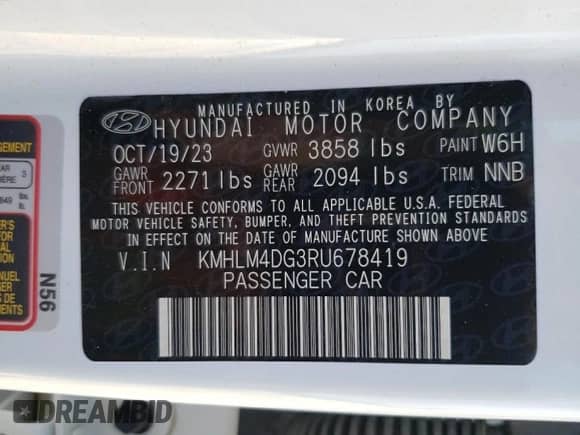 MANUFACTURED IN KOREA BY
HYUNDAI MOTOR COMPANY
OCT/19/23 GVWR 3858 lbs PAINT W6H
GAWR FRONT 2271 lbs GAWR REAR 2094 lbs TRIM NNB
THIS VEHICLE CONFORMS TO ALL APPLICABLE U.S.A. FEDERAL
MOTOR VEHICLE SAFETY, BUMPER, AND THEFT PREVENTION STANDARDS
IN EFFECT ON THE DATE OF MANUFACTURE SHOWN ABOVE.
V.I.N KMHLM4DG3RU678419
PASSENGER CAR
N56
DREAMBID